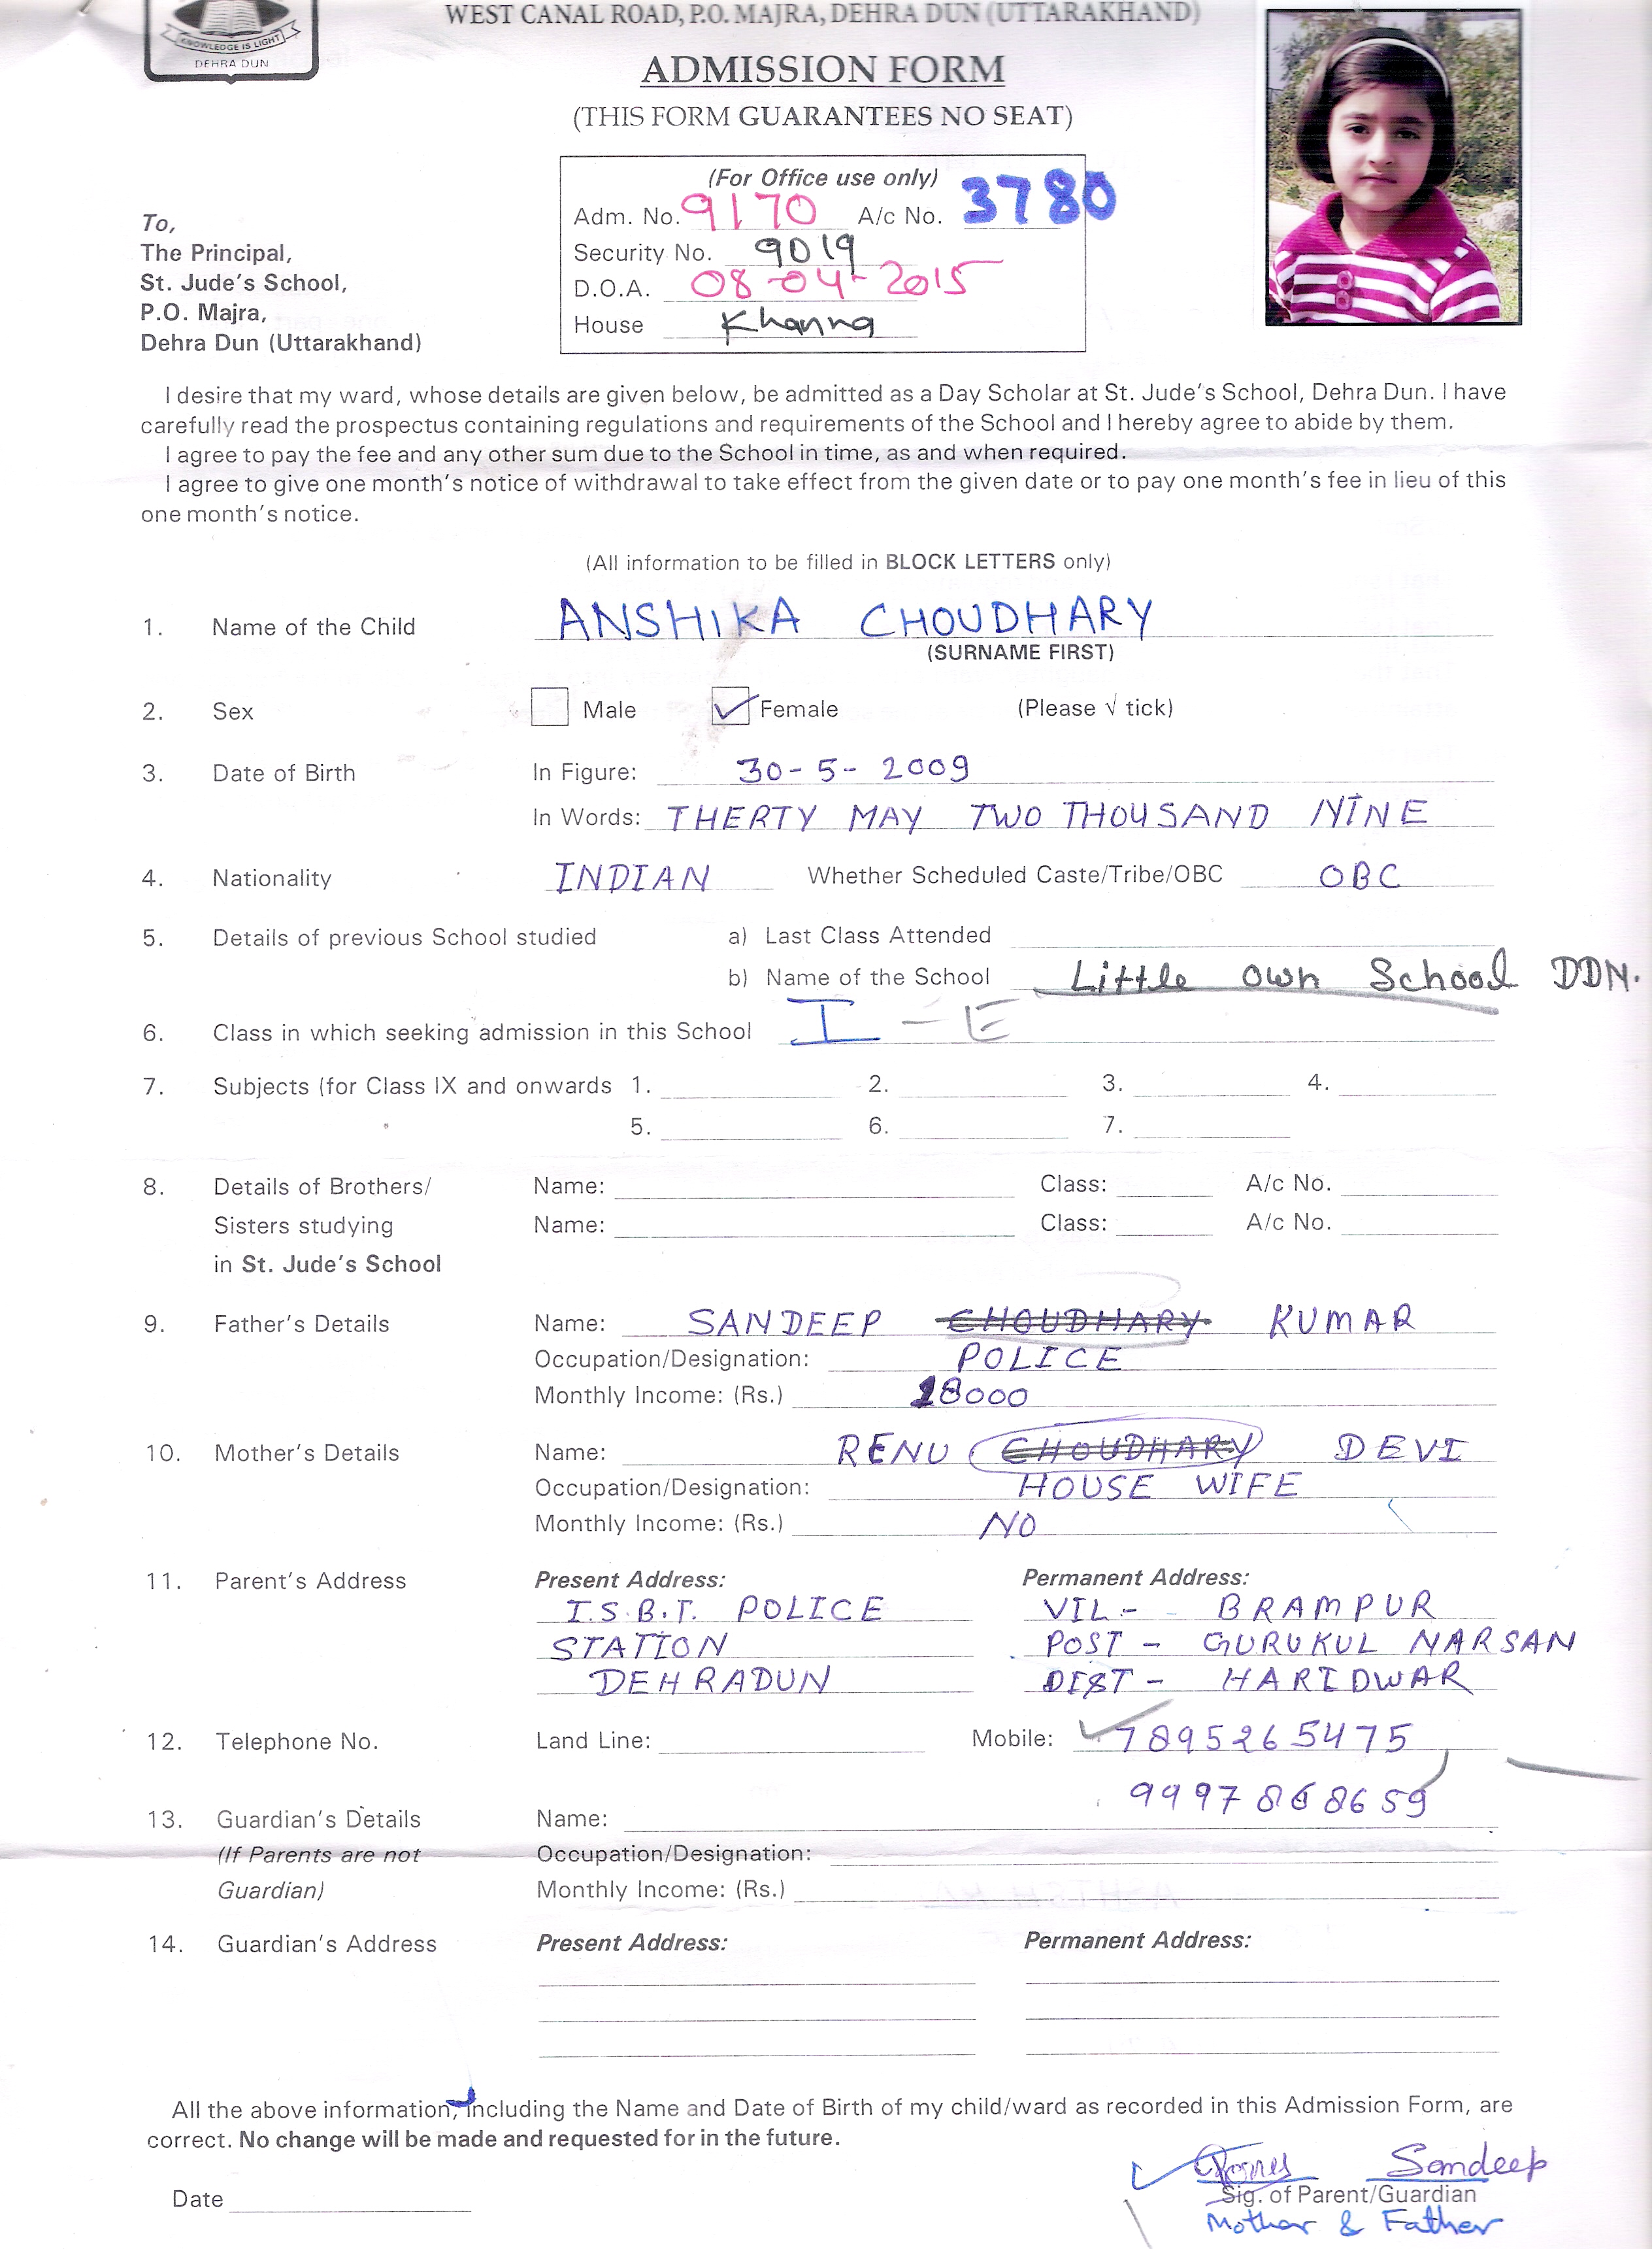 WEST CANAL ROAD, P.O. MAJRA, DEHRA DUN (UTTARAKHAND)
KNOWLEDGE IS LIGHT
DEHRA DUN
ADMISSION FORM
(THIS FORM GUARANTEES NO SEAT)
(For Office use only)
Adm. No. 9170 A/c No. 3780
Security No. 9019
D.O.A. 08-04-2015
House Khanna
To,
The Principal,
St. Jude's School,
P.O. Majra,
Dehra Dun (Uttarakhand)
I desire that my ward, whose details are given below, be admitted as a Day Scholar at St. Jude's School, Dehra Dun. I have
carefully read the prospectus containing regulations and requirements of the School and I hereby agree to abide by them.
I agree to pay the fee and any other sum due to the School in time, as and when required.
I agree to give one month's notice of withdrawal to take effect from the given date or to pay one month's fee in lieu of this
one month's notice.
(All information to be filled in BLOCK LETTERS only)
1. Name of the Child ANSHIKA CHOUDHARY
(SURNAME FIRST)
2. Sex Male Female (Please √ tick)
3. Date of Birth In Figure: 30-5-2009
In Words: THERTY MAY TWO THOUSAND NINE
4. Nationality INDIAN Whether Scheduled Caste/Tribe/OBC OBC
5. Details of previous School studied a) Last Class Attended
b) Name of the School Little Own School DDN.
6. Class in which seeking admission in this School I - E
7. Subjects (for Class IX and onwards 1. 2. 3. 4.
5. 6. 7.
8. Details of Brothers/ Name: Class: A/c No.
Sisters studying Name: Class: A/c No.
in St. Jude's School
9. Father's Details Name: SANDEEP CHOUDHARY KUMAR
Occupation/Designation: POLICE
Monthly Income: (Rs.) 18000
10. Mother's Details Name: RENU CHOUDHARY DEVI
Occupation/Designation: HOUSE WIFE
Monthly Income: (Rs.) NO
11. Parent's Address Present Address: Permanent Address:
I.S.B.T. POLICE VIL- BRAMPUR
STATION POST - GURUKUL NARSAN
DEHRADUN DIST - HARIDWAR
12. Telephone No. Land Line: Mobile: 7895265475
9997868659
13. Guardian's Details Name:
(If Parents are not Occupation/Designation:
Guardian) Monthly Income: (Rs.)
14. Guardian's Address Present Address: Permanent Address:
All the above information, including the Name and Date of Birth of my child/ward as recorded in this Admission Form, are
correct. No change will be made and requested for in the future.
Sandeep
Date Sig. of Parent/Guardian
Mother & Father